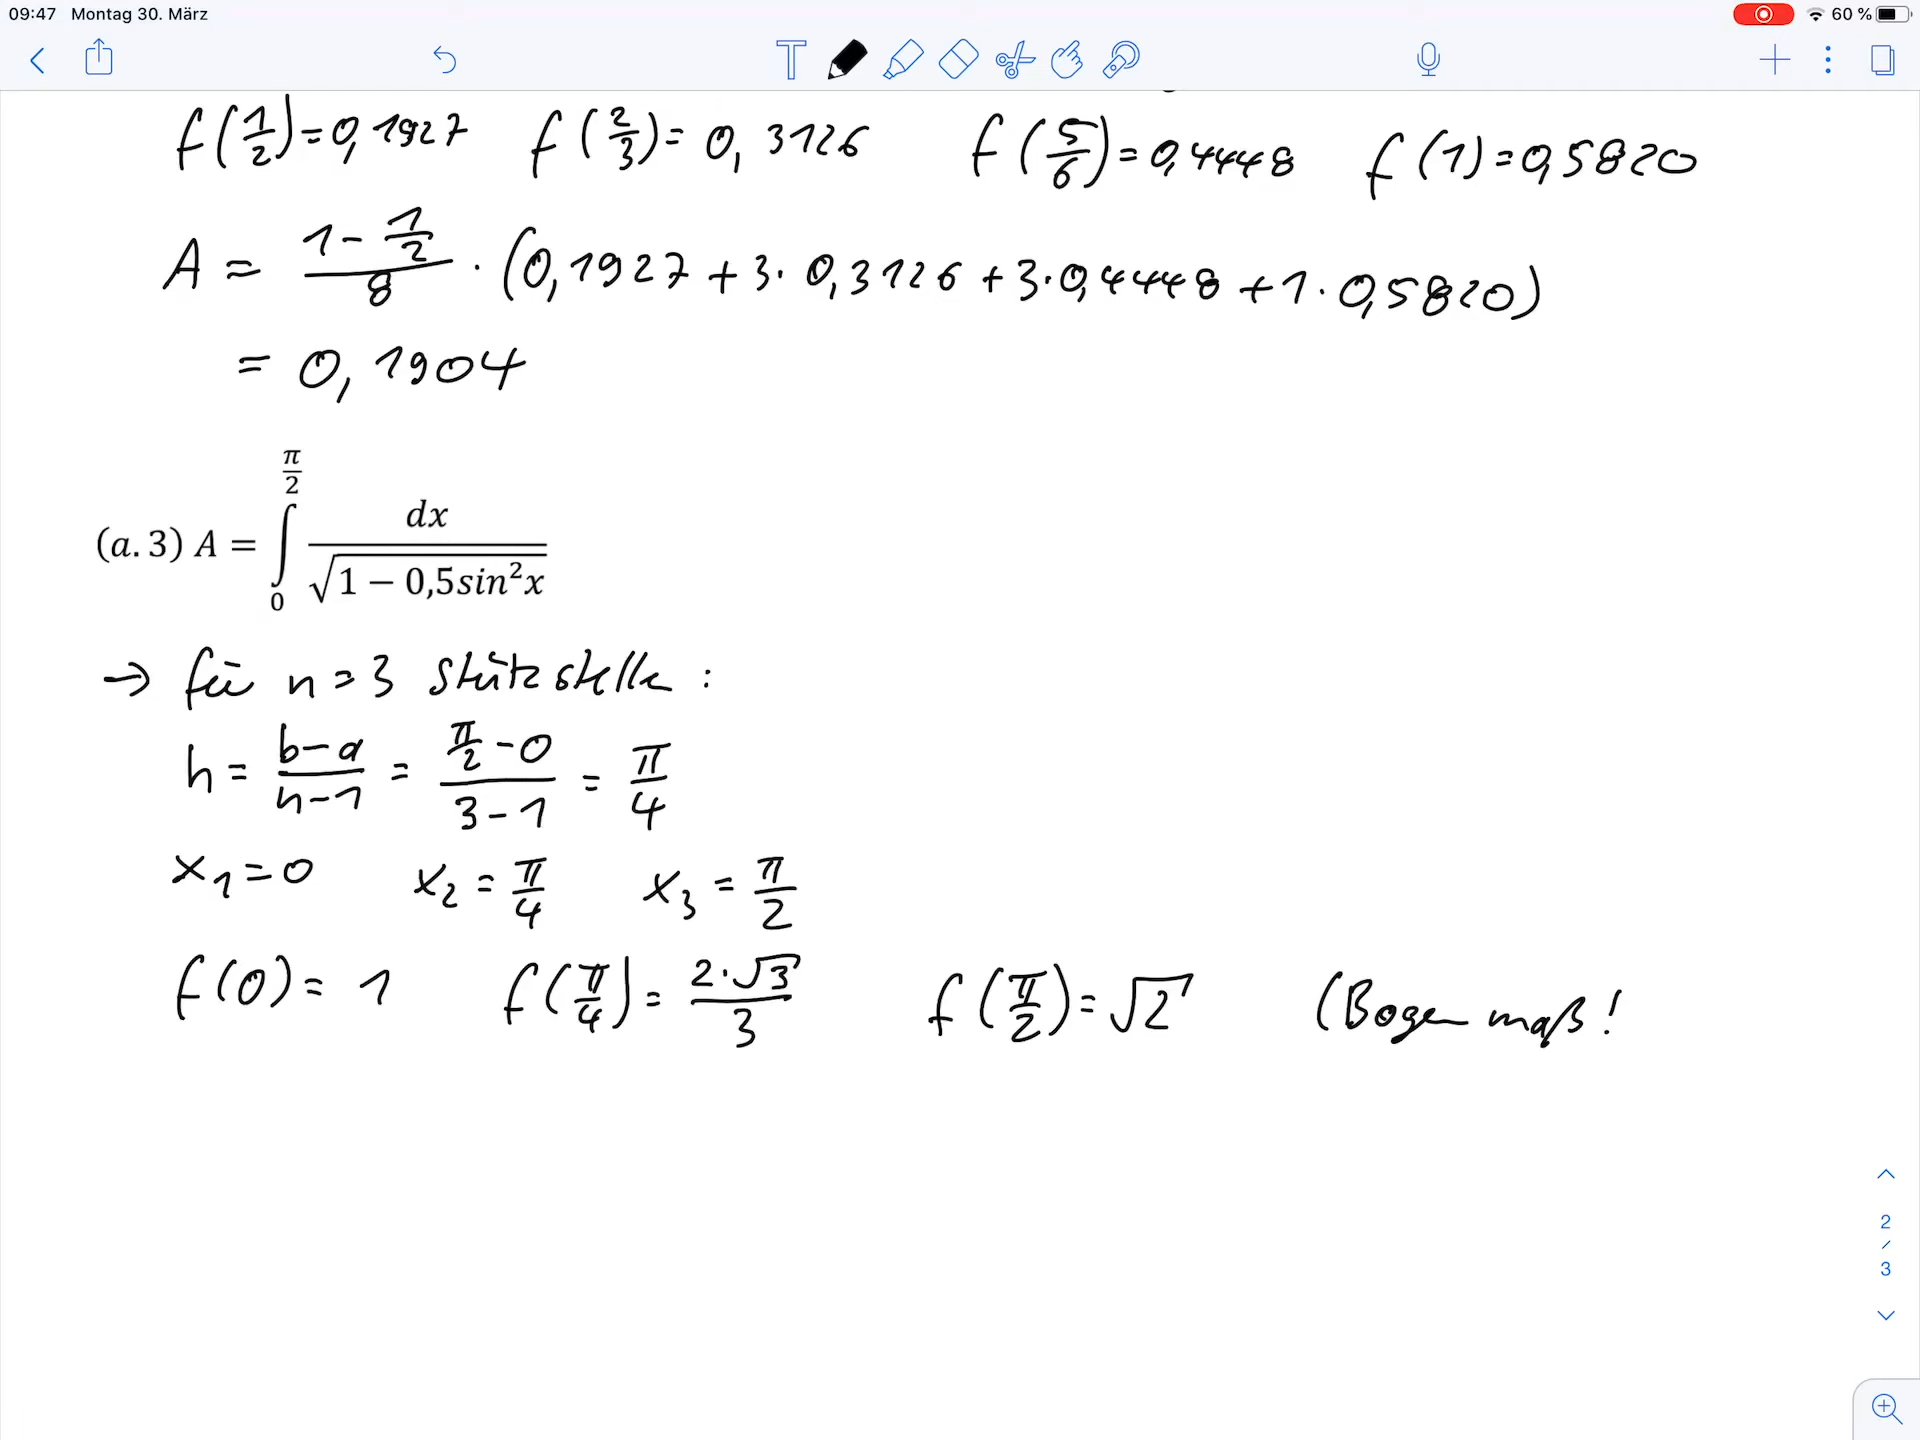 09:47 Montag 30. März 60 %
f(1/2)=0,1927 f(2/3)=0,3126 f(5/6)=0,4448 f(1)=0,5820
A ≈ (1-1/2)/8 · (0,1927+3·0,3126+3·0,4448+1·0,5820)
= 0,1904
(a.3) A = ∫_0^(π/2) dx/√(1 − 0,5sin²x)
→ für n=3 Stützstellen :
h = (b-a)/(n-1) = (π/2-0)/(3-1) = π/4
x₁=0 x₂=π/4 x₃=π/2
f(0)=1 f(π/4)=(2·√3)/3 f(π/2)=√2 (Bogenmaß!
2
/
3